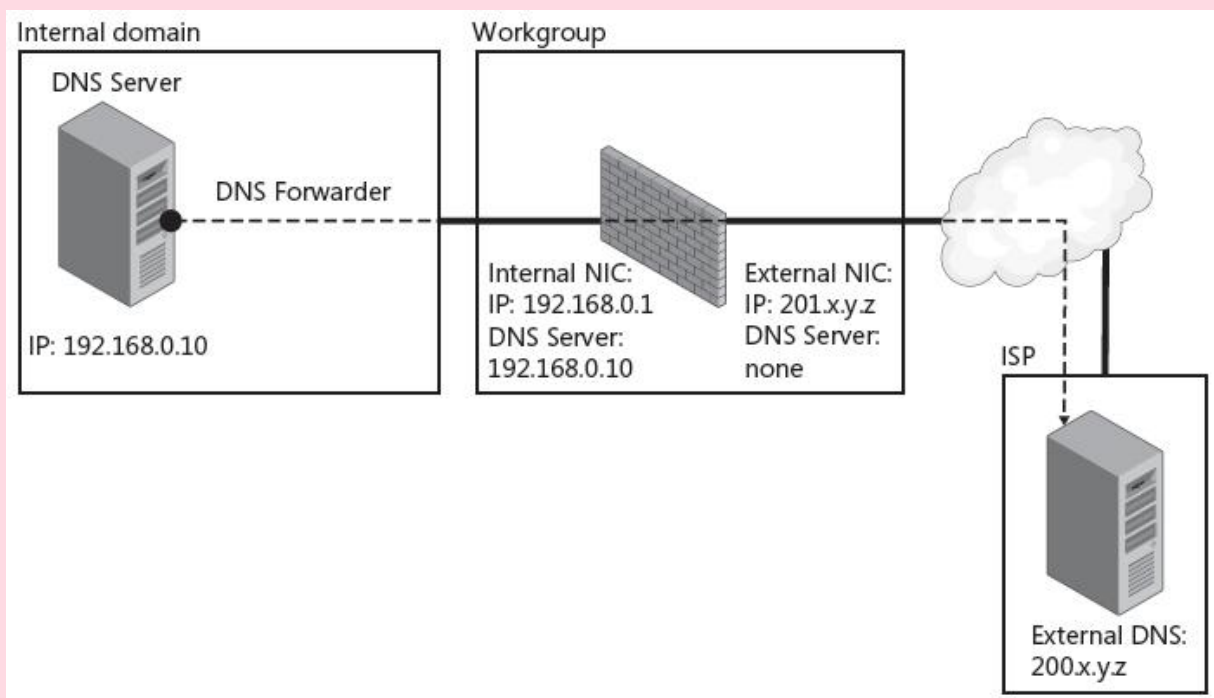 Internal domain
DNS Server
DNS Forwarder
IP: 192.168.0.10
Workgroup
Internal NIC:
IP: 192.168.0.1
DNS Server:
192.168.0.10
External NIC:
IP: 201.x.y.z
DNS Server:
none
ISP
External DNS:
200.x.y.z